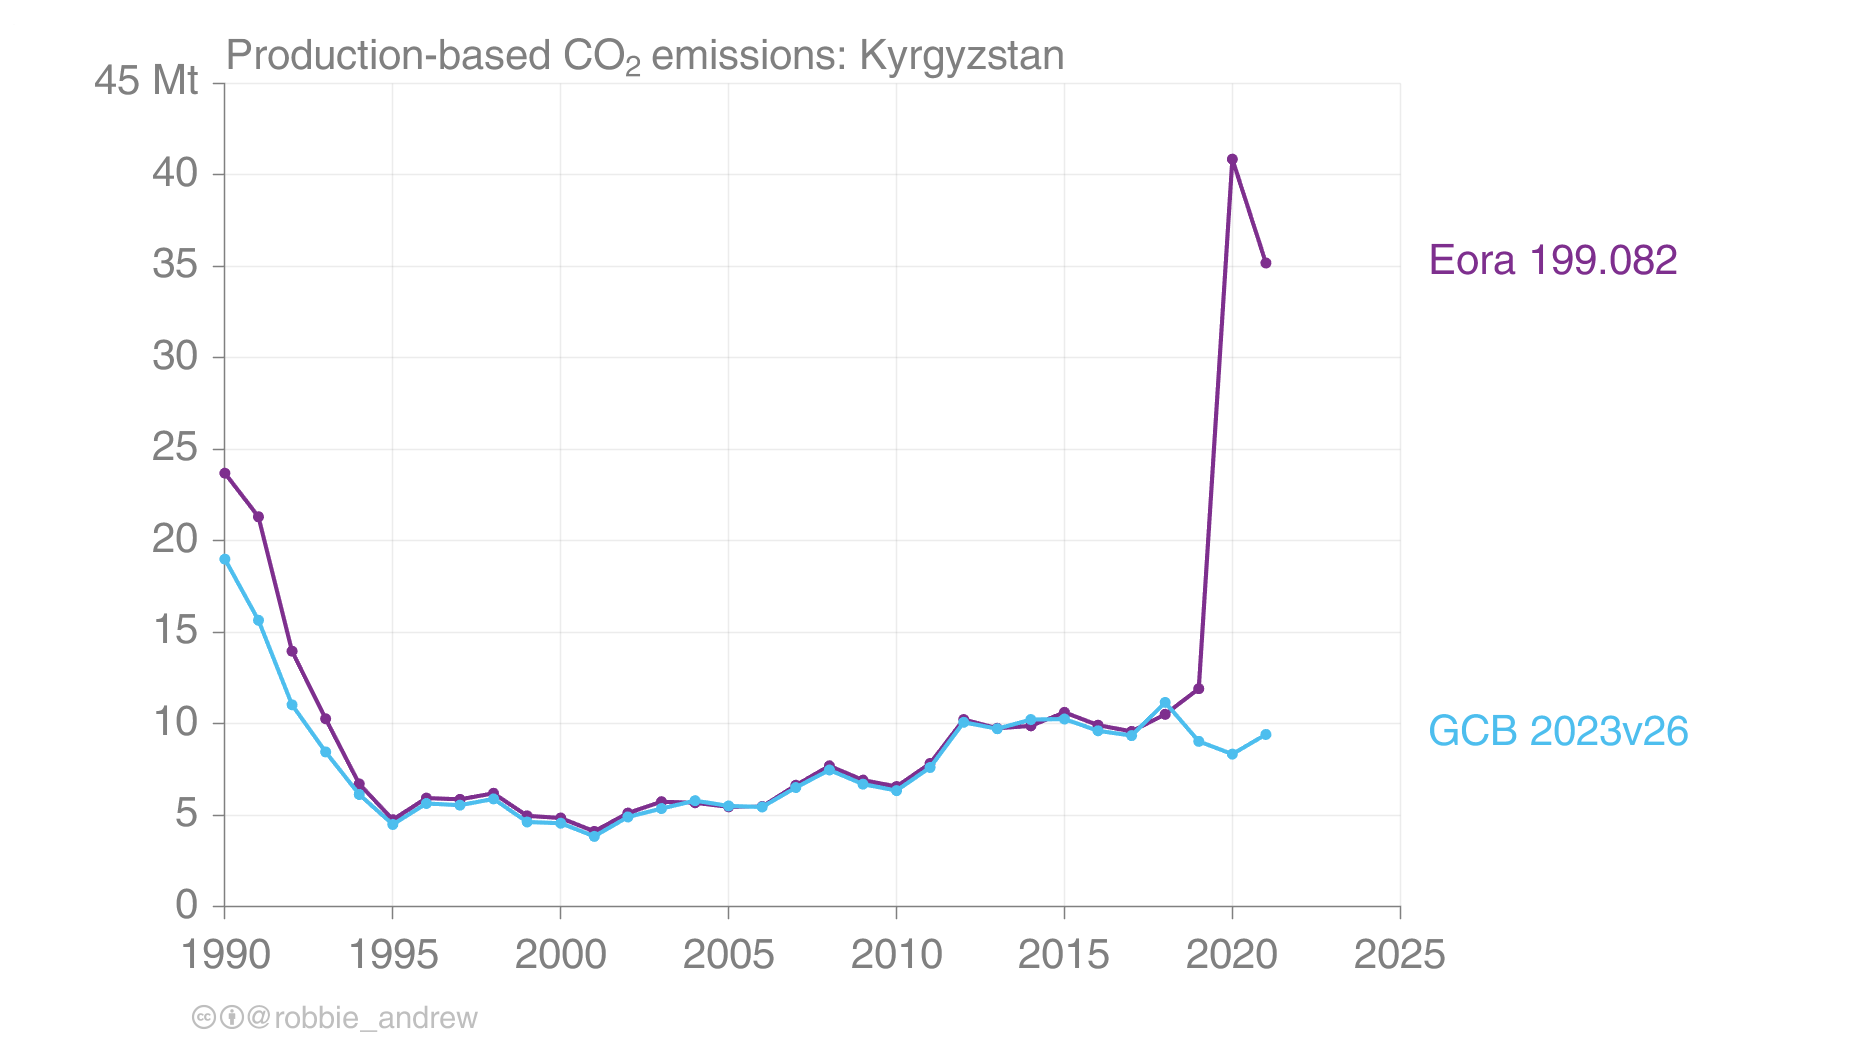 Production-based CO₂ emissions: Kyrgyzstan
45 Mt
40
35
30
25
20
15
10
5
0
1990 1995 2000 2005 2010 2015 2020 2025
Eora 199.082
GCB 2023v26
@robbie_andrew